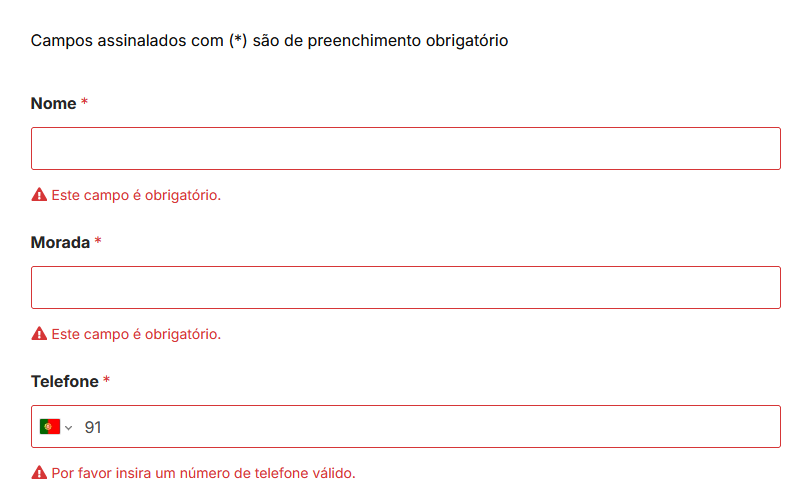 Campos assinalados com (*) são de preenchimento obrigatório
Nome *
Este campo é obrigatório.
Morada *
Este campo é obrigatório.
Telefone *
91
Por favor insira um número de telefone válido.